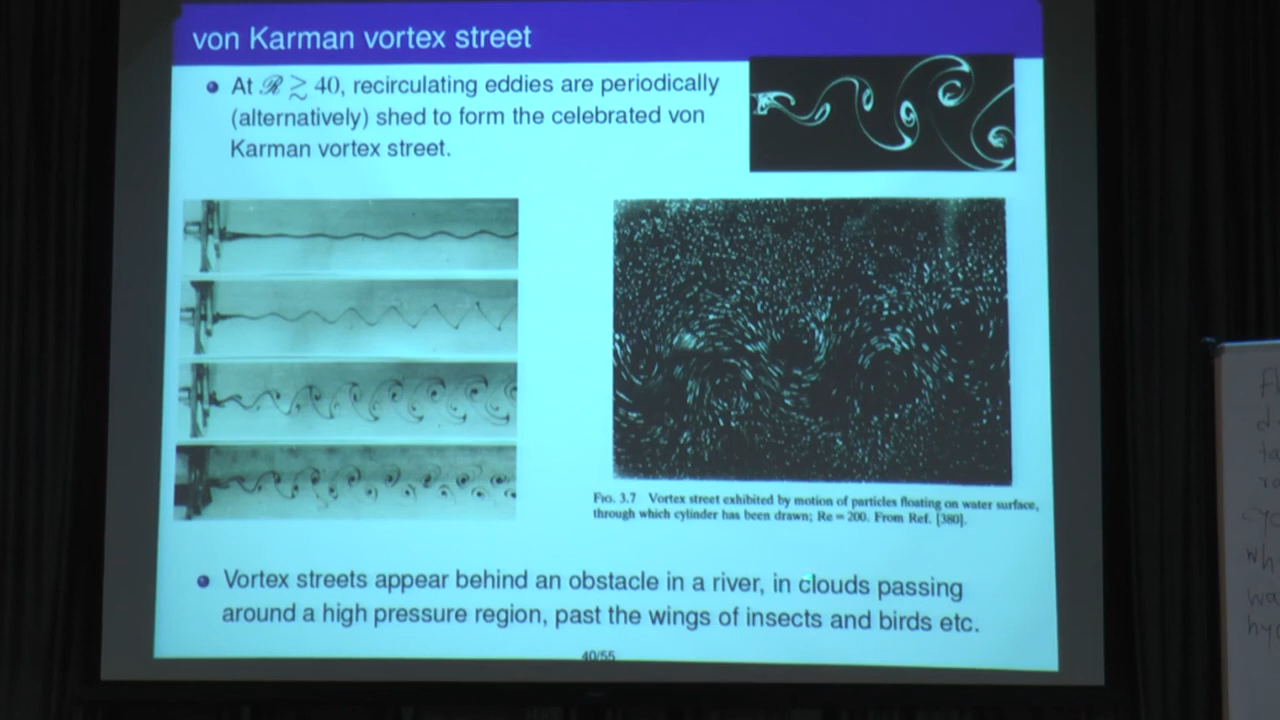 von Karman vortex street
At ℛ ≳ 40, recirculating eddies are periodically
(alternatively) shed to form the celebrated von
Karman vortex street.
Fig. 3.7 Vortex street exhibited by motion of particles floating on water surface,
through which cylinder has been drawn; Re = 200. From Ref. [380].
Vortex streets appear behind an obstacle in a river, in clouds passing
around a high pressure region, past the wings of insects and birds etc.
40/55